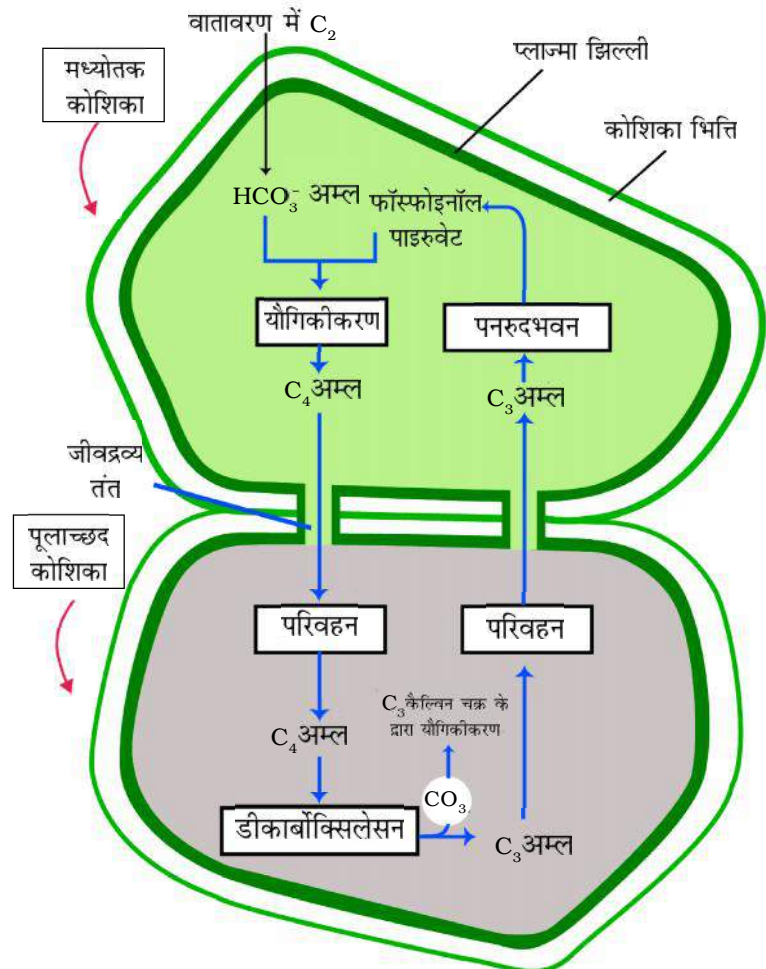 वातावरण में C₂
मध्योतक
कोशिका
प्लाज्मा झिल्ली
कोशिका भित्ति
HCO₃⁻ अम्ल
फॉस्फोइनॉल
पाइरुवेट
यौगिकीकरण
पनरुदभवन
C₄अम्ल
C₃अम्ल
जीवद्रव्य
तंत
पूलाच्छद
कोशिका
परिवहन
परिवहन
C₃कैल्विन चक्र के
द्वारा यौगिकीकरण
C₄अम्ल
CO₃
डीकार्बोक्सिलेसन
C₃अम्ल